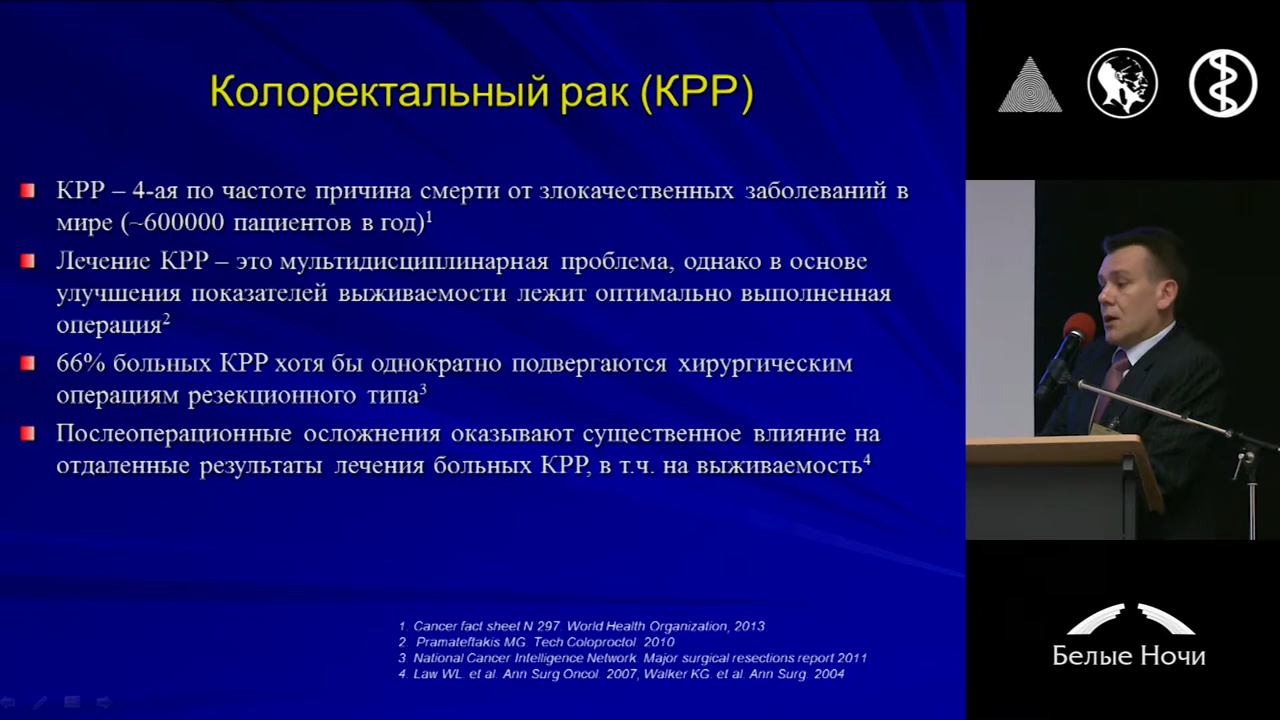 Колоректальный рак (КРР)
КРР – 4-ая по частоте причина смерти от злокачественных заболеваний в
мире (~600000 пациентов в год)1
Лечение КРР – это мультидисциплинарная проблема, однако в основе
улучшения показателей выживаемости лежит оптимально выполненная
операция2
66% больных КРР хотя бы однократно подвергаются хирургическим
операциям резекционного типа3
Послеоперационные осложнения оказывают существенное влияние на
отдаленные результаты лечения больных КРР, в т.ч. на выживаемость4
1. Cancer fact sheet N 297. World Health Organization, 2013
2. Pramateftakis MG. Tech Coloproctol. 2010
3. National Cancer Intelligence Network. Major surgical resections report 2011
4. Law WL. et al. Ann Surg Oncol. 2007, Walker KG. et al. Ann Surg. 2004
Белые Ночи